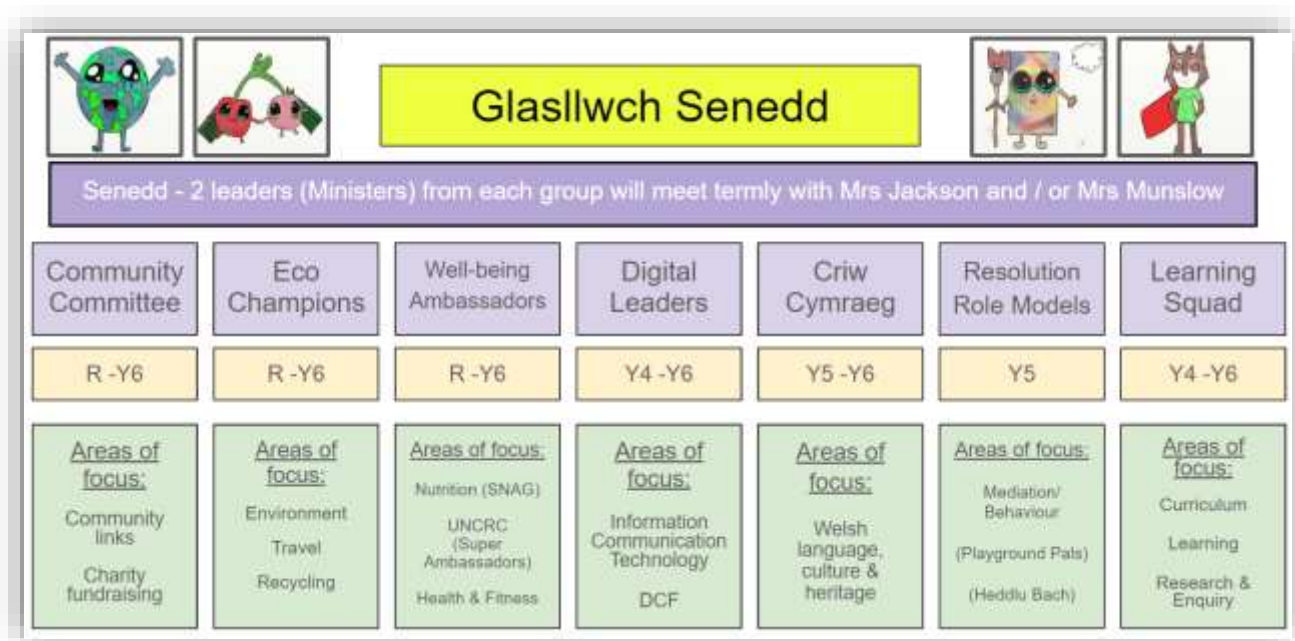 Glasllwch Senedd
Senedd - 2 leaders (Ministers) from each group will meet termly with Mrs Jackson and / or Mrs Munslow
Community
Committee
Eco
Champions
Well-being
Ambassadors
Digital
Leaders
Criw
Cymraeg
Resolution
Role Models
Learning
Squad
R -Y6
R -Y6
R -Y6
Y4 -Y6
Y5 -Y6
Y5
Y4 -Y6
Areas of
focus:
Community
links
Charity
fundraising
Areas of
focus:
Environment
Travel
Recycling
Areas of focus:
Nutrition (SNAG)
UNCRC
(Super
Ambassadors)
Health & Fitness
Areas of
focus:
Information
Communication
Technology
DCF
Areas of
focus:
Welsh
language,
culture &
heritage
Areas of focus:
Mediation/
Behaviour
(Playground Pals)
(Heddlu Bach)
Areas of
focus:
Curriculum
Learning
Research &
Enquiry